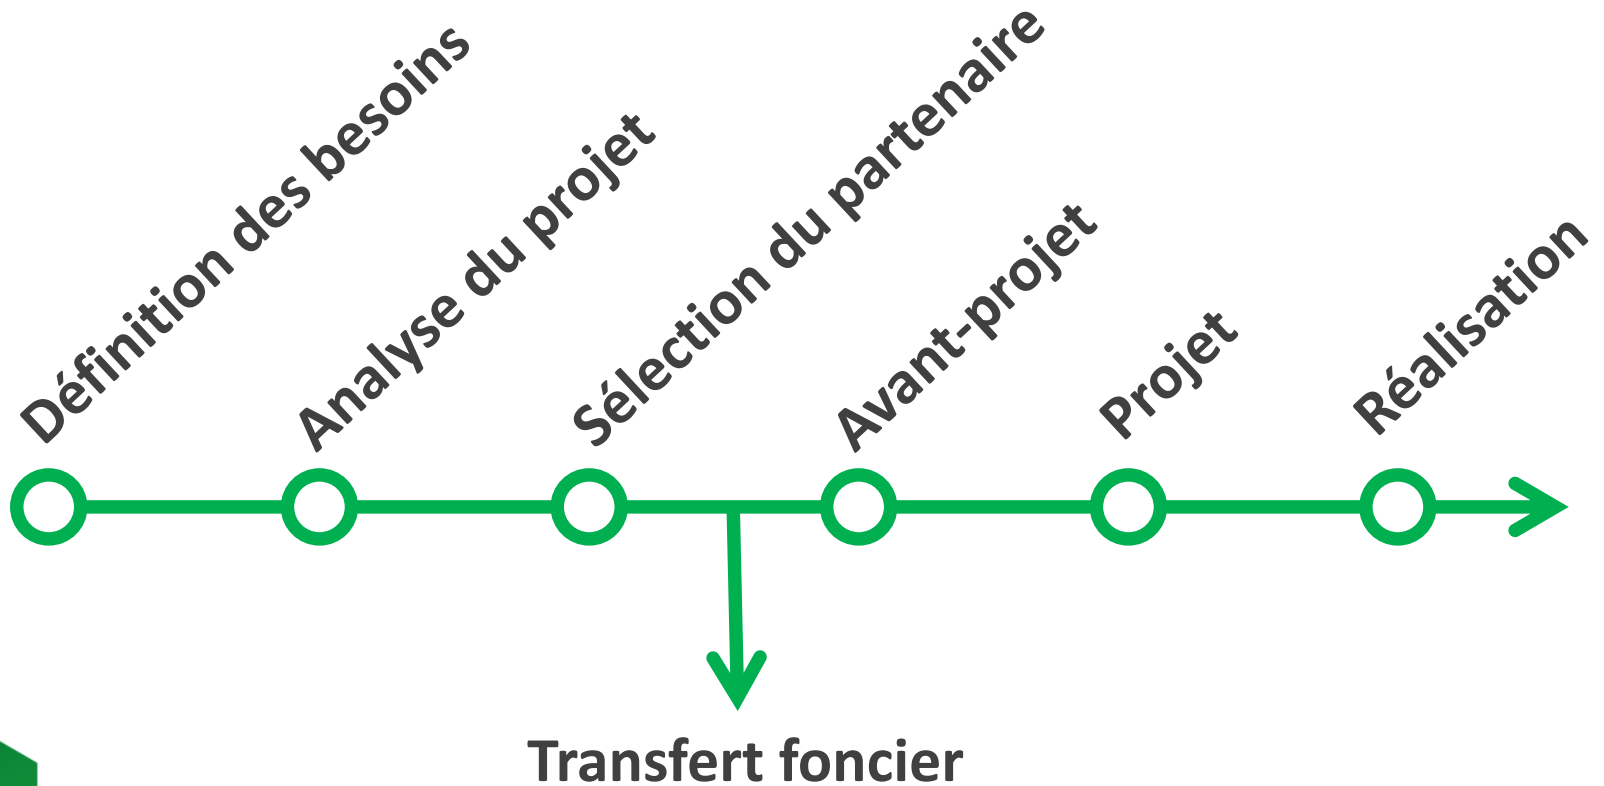 Définition des besoins
Analyse du projet
Sélection du partenaire
Avant-projet
Projet
Réalisation
Transfert foncier